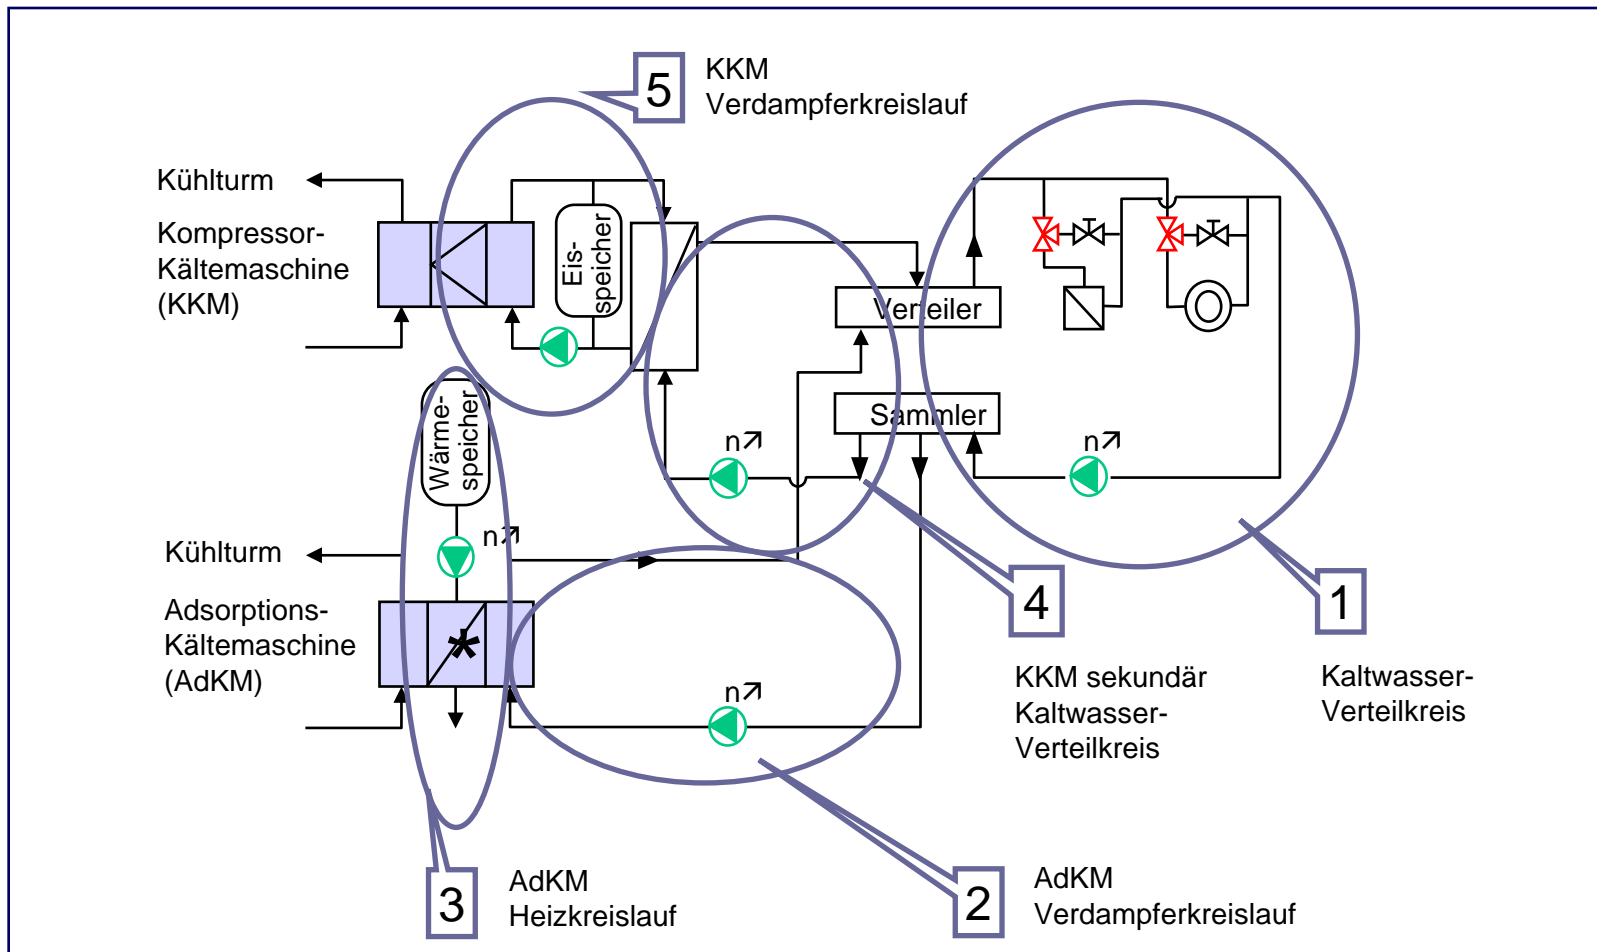 5
KKM
Verdampferkreislauf
Kühlturm
Kompressor-
Kältemaschine
(KKM)
Eis-
speicher
Verteiler
Sammler
n
n
Wärme-
speicher
n
Kühlturm
Adsorptions-
Kältemaschine
(AdKM)
*
n
4
KKM sekundär
Kaltwasser-
Verteilkreis
1
Kaltwasser-
Verteilkreis
3
AdKM
Heizkreislauf
2
AdKM
Verdampferkreislauf